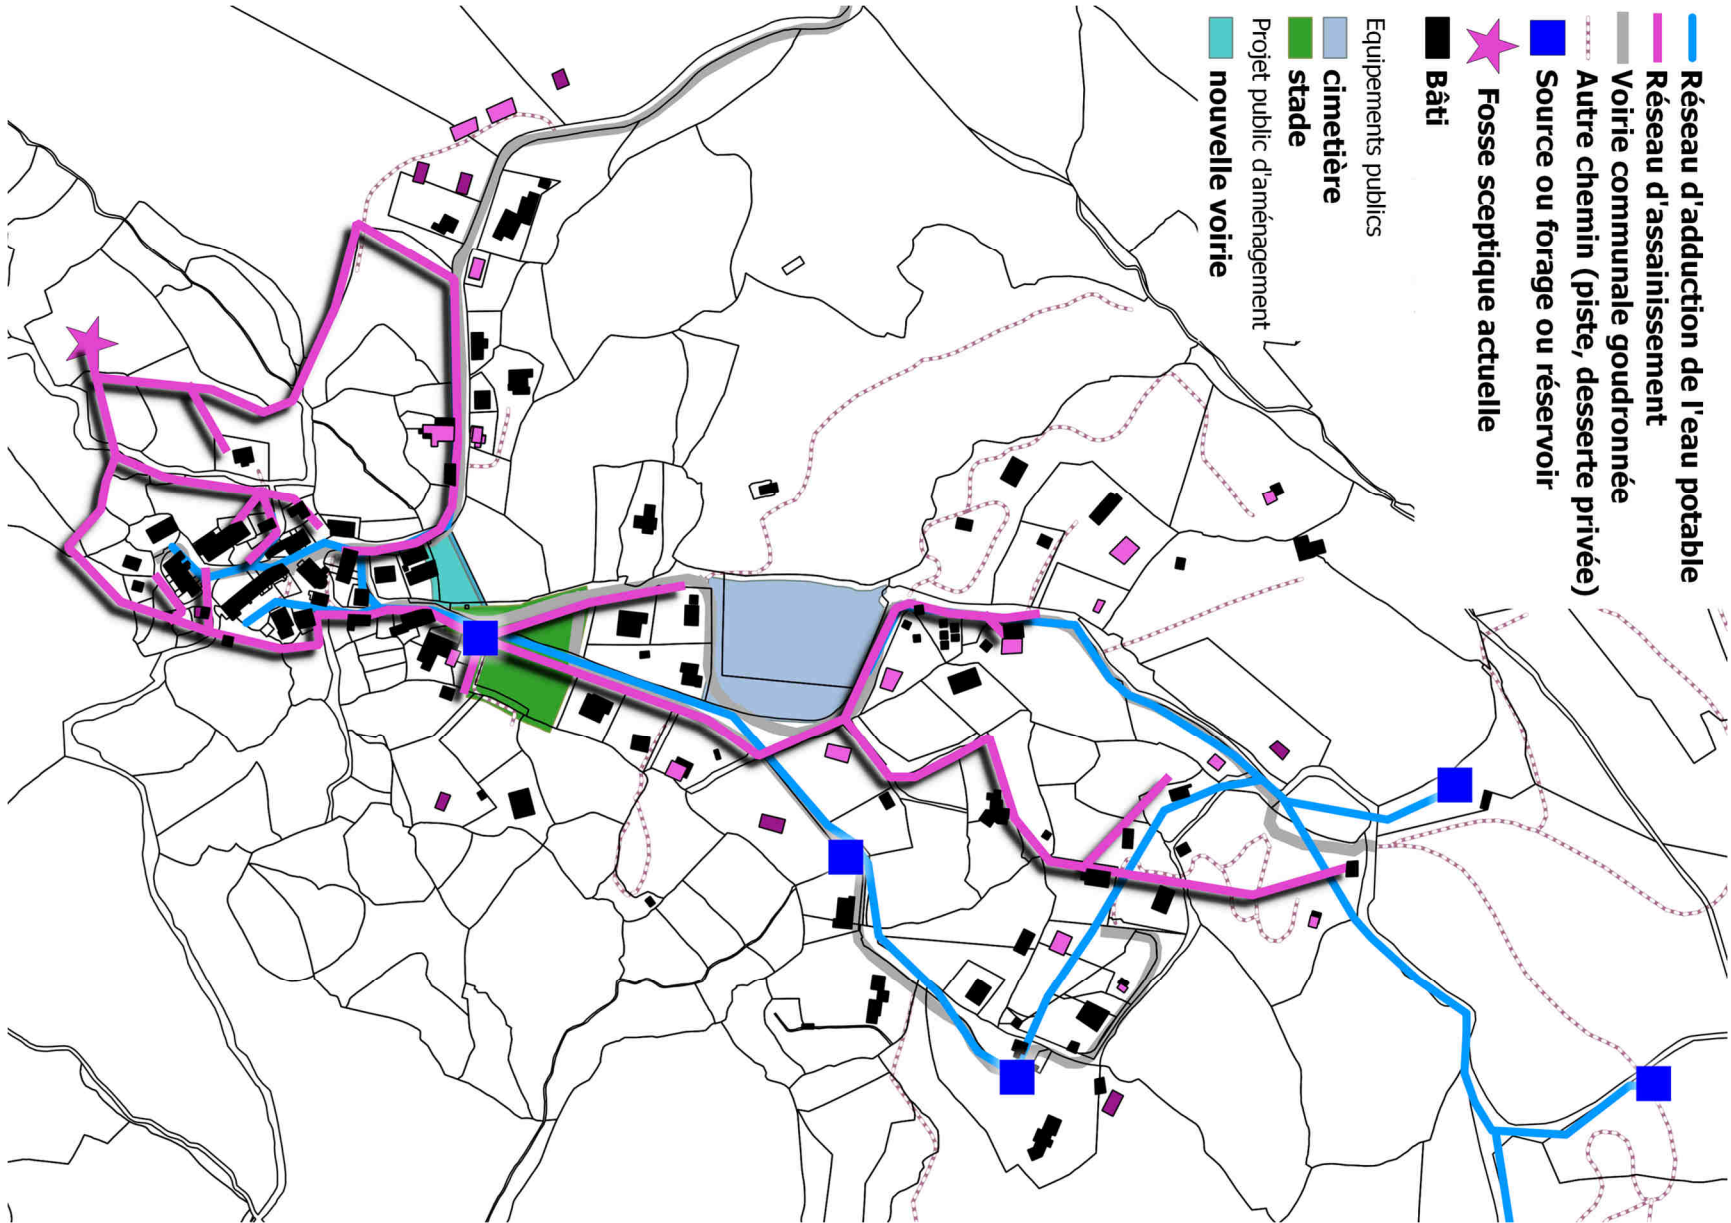 Réseau d'adduction de l'eau potable
Réseau d'assainissement
Voirie communale goudronnée
Autre chemin (piste, desserte privée)
Source ou forage ou réservoir
Fosse sceptique actuelle
Bâti
Equipements publics
cimetière
stade
Projet public d'aménagement
nouvelle voirie